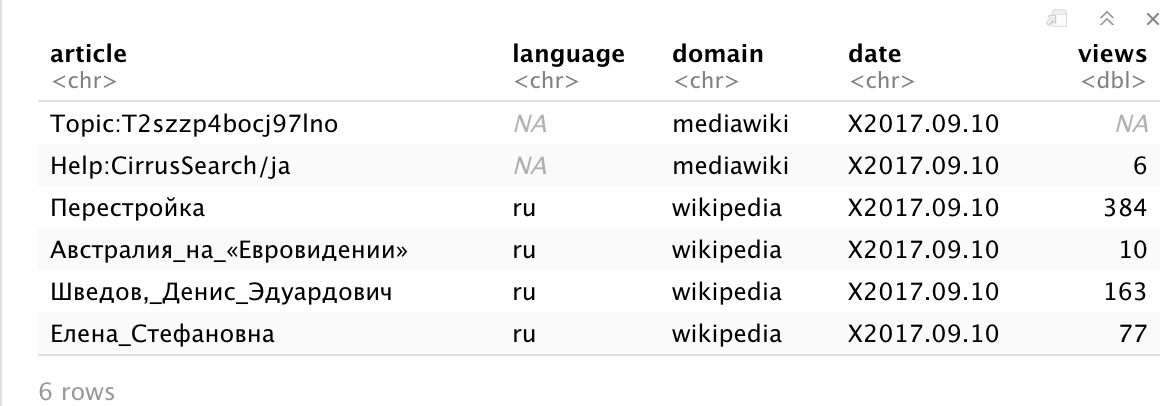 article language domain date views
<chr> <chr> <chr> <chr> <dbl>
Topic:T2szzp4bocj97lno NA mediawiki X2017.09.10 NA
Help:CirrusSearch/ja NA mediawiki X2017.09.10 6
Перестройка ru wikipedia X2017.09.10 384
Австралия_на_«Евровидении» ru wikipedia X2017.09.10 10
Шведов,_Денис_Эдуардович ru wikipedia X2017.09.10 163
Елена_Стефановна ru wikipedia X2017.09.10 77
6 rows